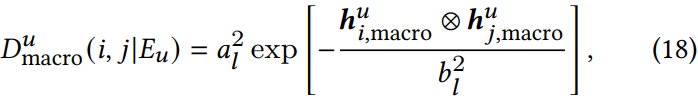 D^u_macro(i, j|E_u) = a_l^2 exp [ − (h^u_{i,macro} ⊗ h^u_{j,macro}) / b_l^2 ] , (18)